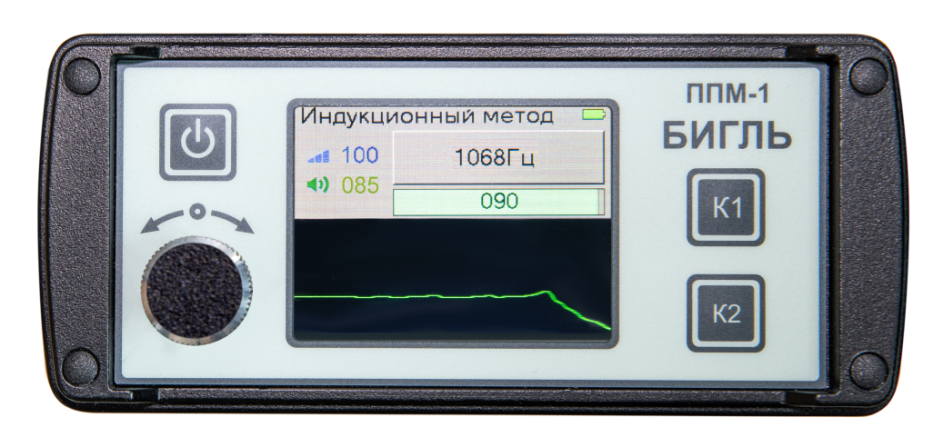 ППМ-1
БИГЛЬ
Индукционный метод
100
1068Гц
085
090
К1
К2